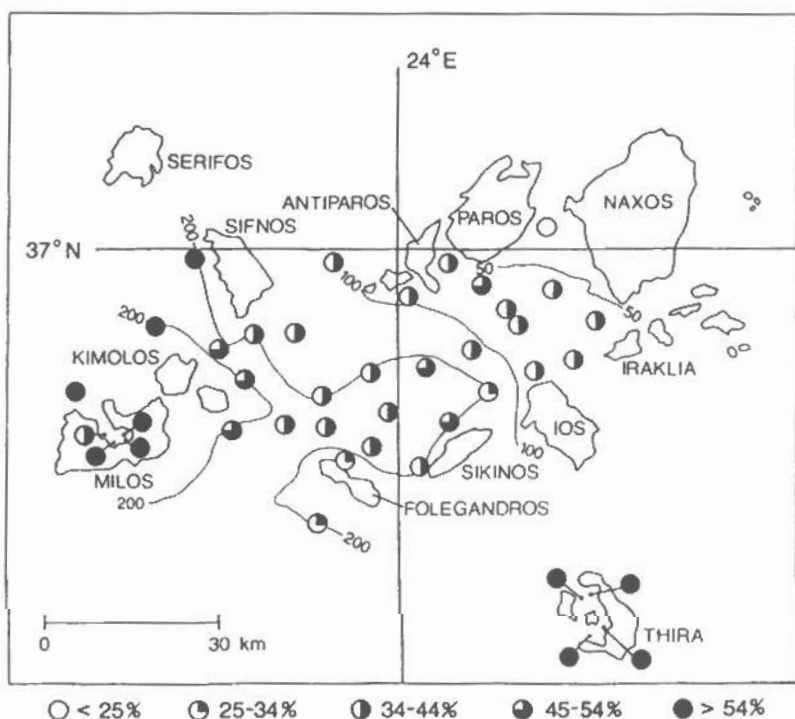 24°E
SERIFOS
ANTIPAROS
PAROS
NAXOS
200
SIFNOS
37°N
50
100
200
50
KIMOLOS
IRAKLIA
IOS
100
SIKINOS
MILOS
200
FOLEGANDROS
200
THIRA
0 30 km
< 25% 25-34% 34-44% 45-54% > 54%